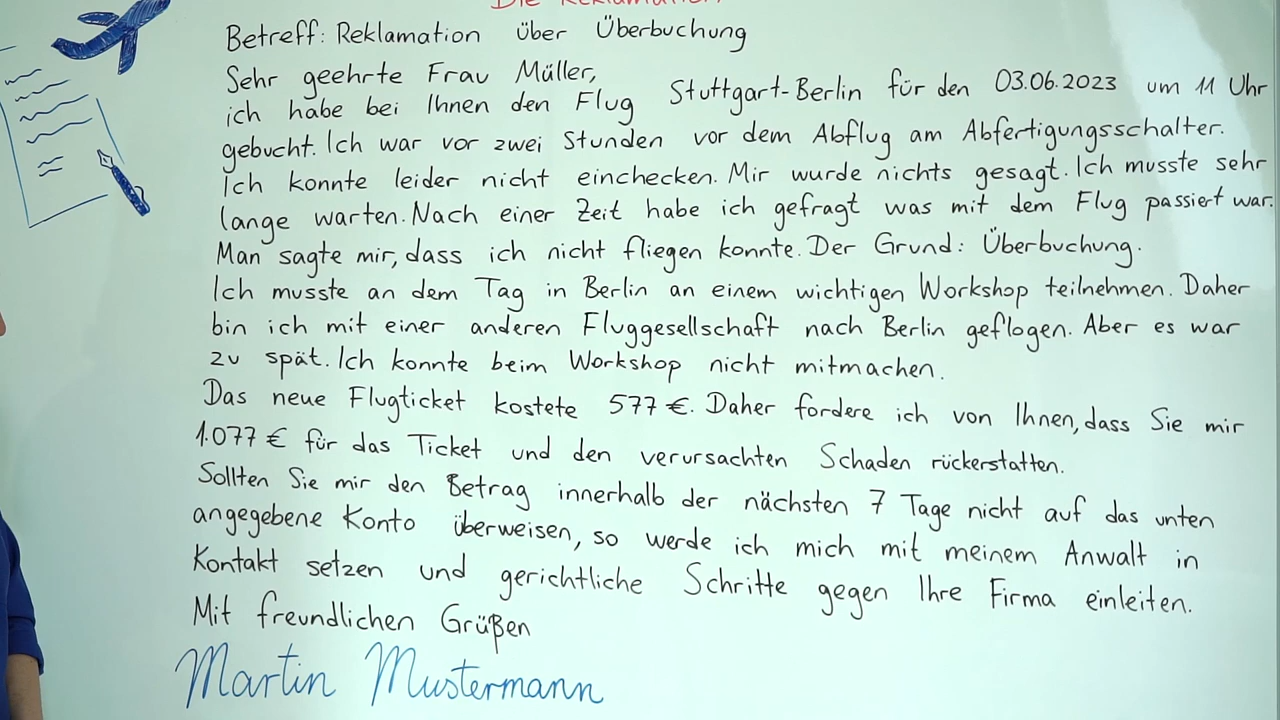 Die Reklamation
Betreff: Reklamation über Überbuchung
Sehr geehrte Frau Müller,
ich habe bei Ihnen den Flug Stuttgart-Berlin für den 03.06.2023 um 11 Uhr
gebucht. Ich war vor zwei Stunden vor dem Abflug am Abfertigungsschalter.
Ich konnte leider nicht einchecken. Mir wurde nichts gesagt. Ich musste sehr
lange warten. Nach einer Zeit habe ich gefragt was mit dem Flug passiert war.
Man sagte mir, dass ich nicht fliegen konnte. Der Grund: Überbuchung.
Ich musste an dem Tag in Berlin an einem wichtigen Workshop teilnehmen. Daher
bin ich mit einer anderen Fluggesellschaft nach Berlin geflogen. Aber es war
zu spät. Ich konnte beim Workshop nicht mitmachen.
Das neue Flugticket kostete 577 €. Daher fordere ich von Ihnen, dass Sie mir
1.077 € für das Ticket und den verursachten Schaden rückerstatten.
Sollten Sie mir den Betrag innerhalb der nächsten 7 Tage nicht auf das unten
angegebene Konto überweisen, so werde ich mich mit meinem Anwalt in
Kontakt setzen und gerichtliche Schritte gegen Ihre Firma einleiten.
Mit freundlichen Grüßen
Martin Mustermann